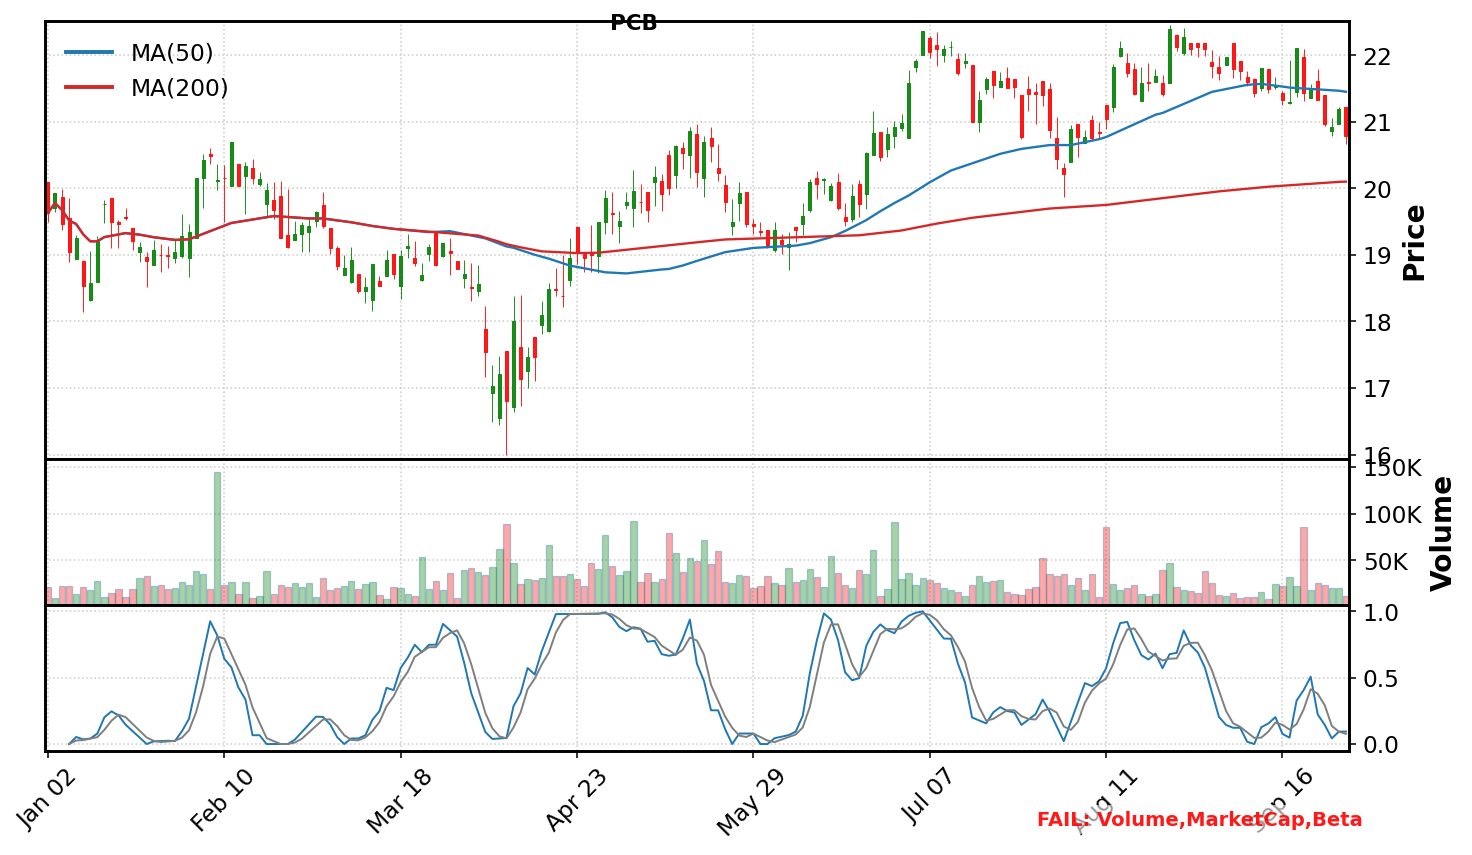 PCB
MA(50)
MA(200)
22
21
20
19
18
17
16
Price
150K
100K
50K
Volume
1.0
0.5
0.0
Jan 02
Feb 10
Mar 18
Apr 23
May 29
Jul 07
Aug 11
Sep 16
FAIL: Volume,MarketCap,Beta